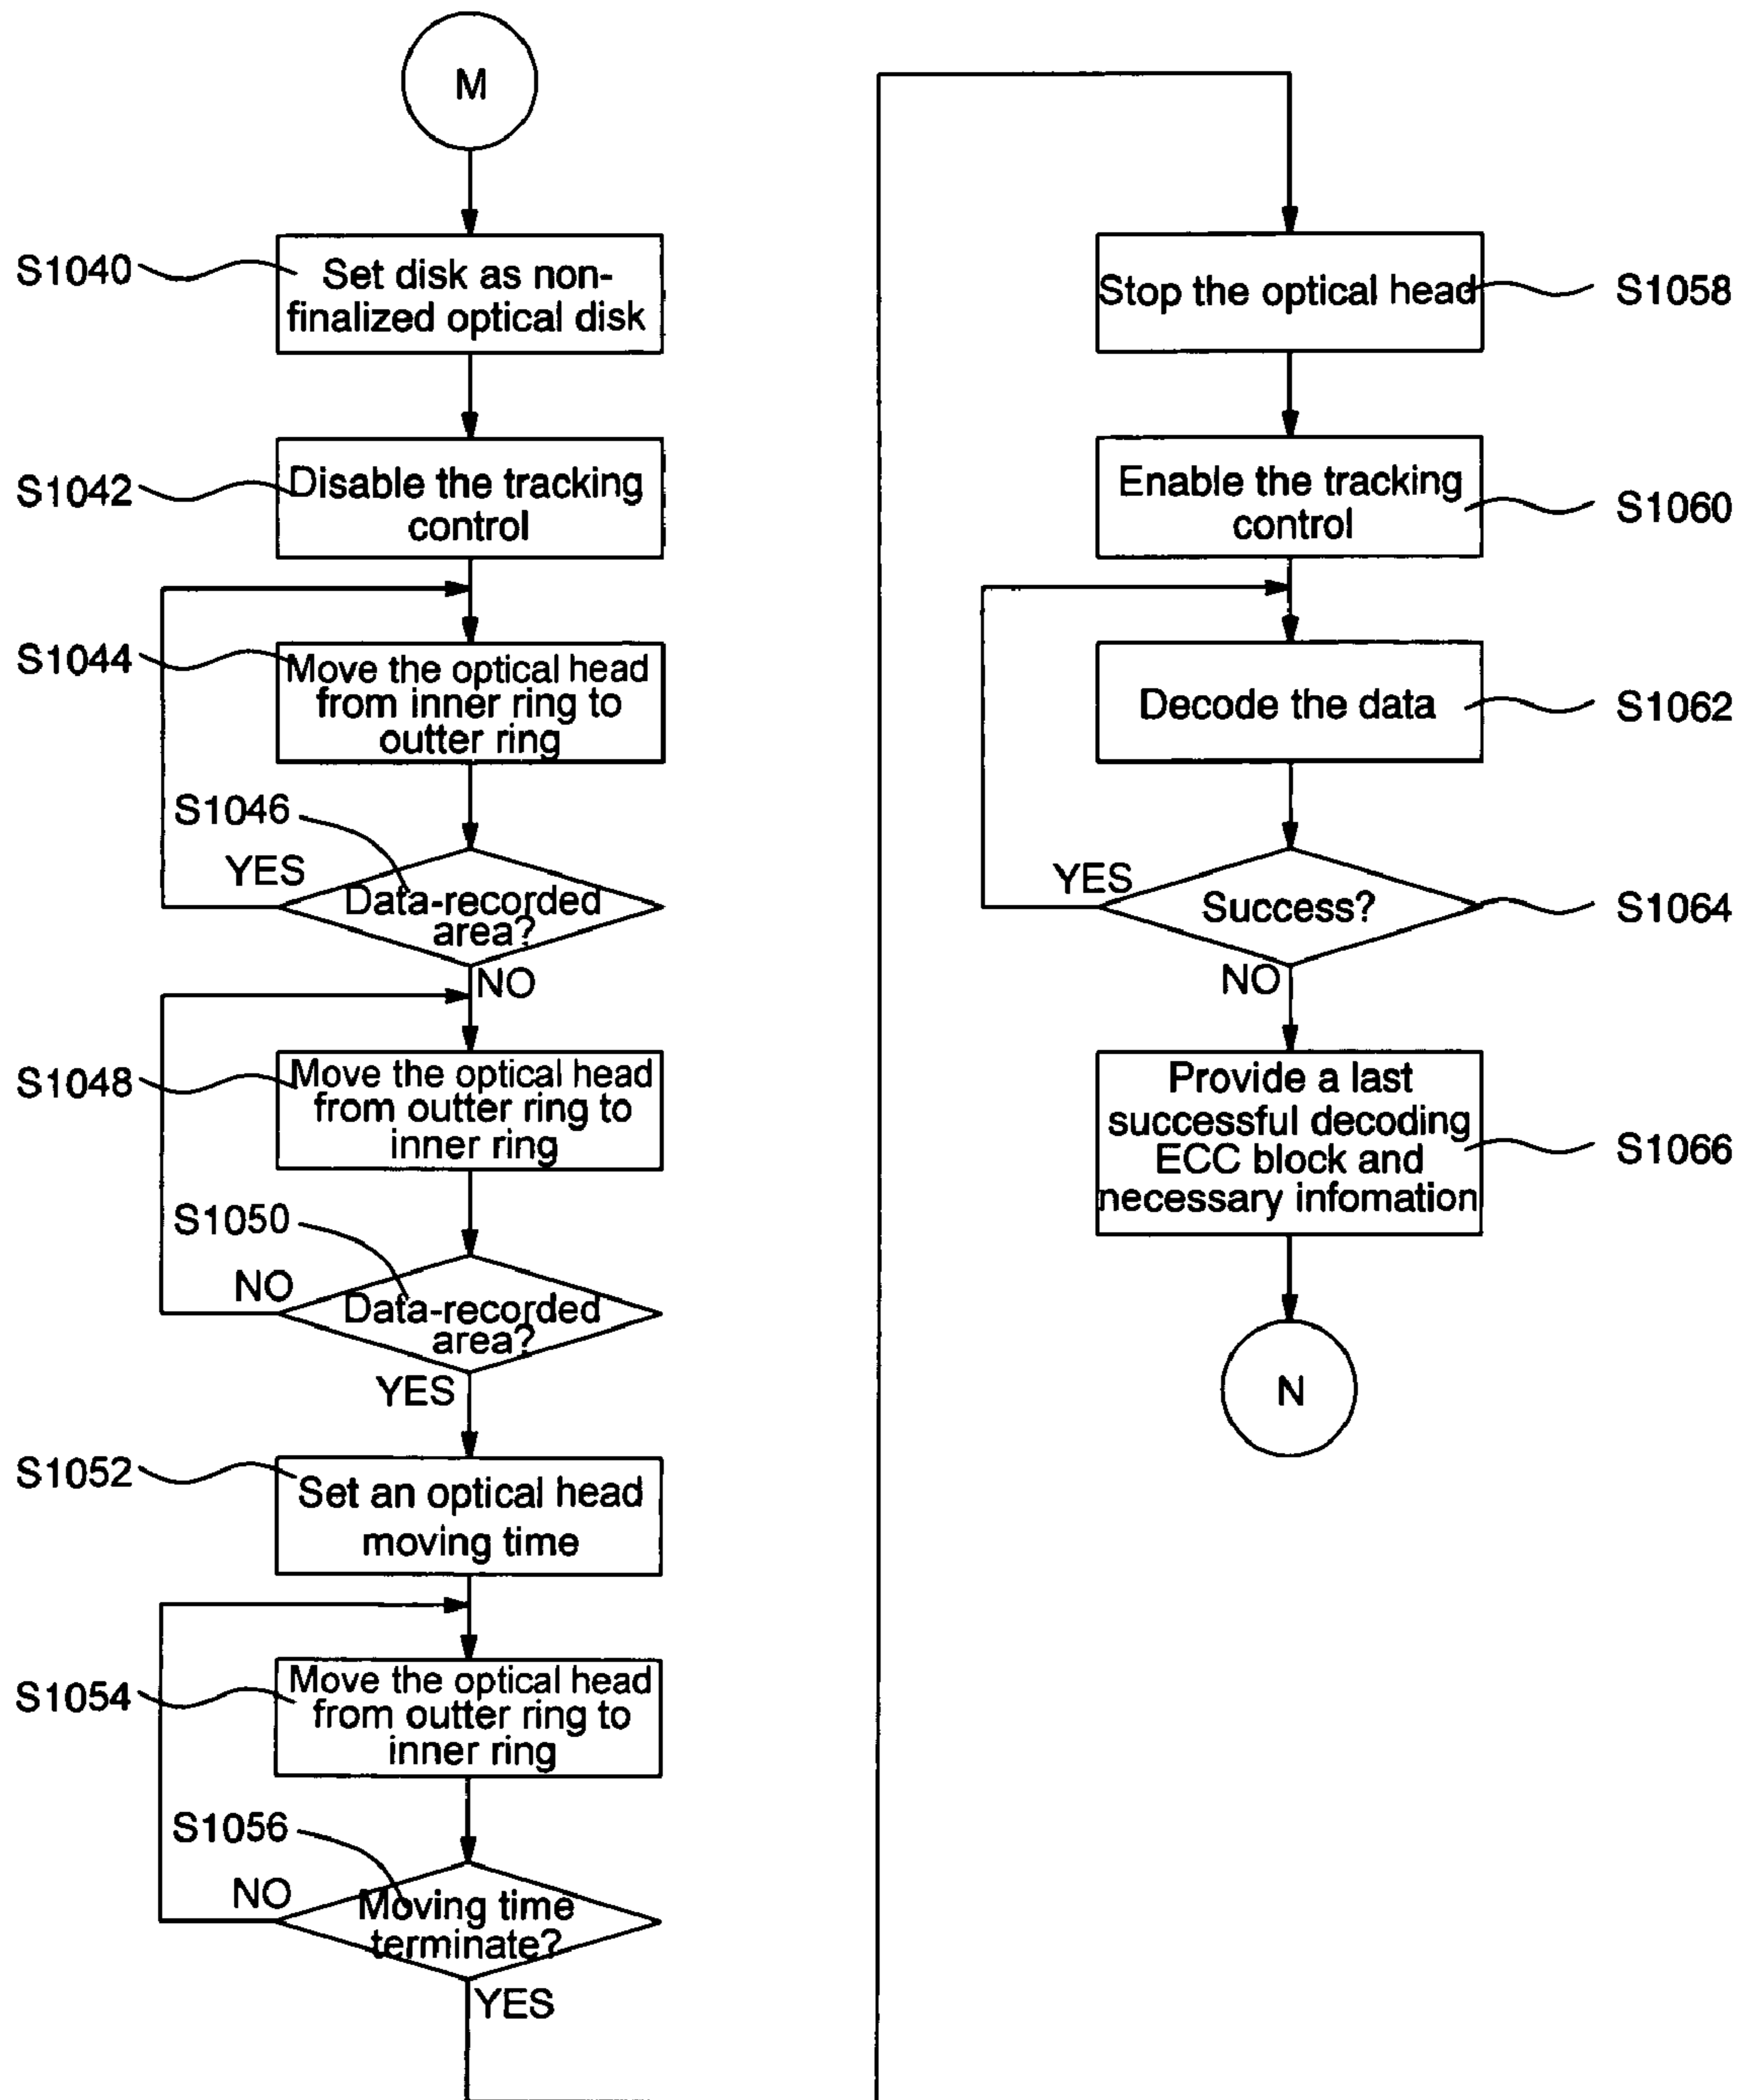 M
S1040
Set disk as non-
finalized optical disk
S1042
Disable the tracking
control
S1044
Move the optical head
from inner ring to
outter ring
S1046
YES
Data-recorded
area?
NO
S1048
Move the optical head
from outter ring to
inner ring
S1050
NO
Data-recorded
area?
YES
S1052
Set an optical head
moving time
S1054
Move the optical head
from outter ring to
inner ring
S1056
NO
Moving time
terminate?
YES
Stop the optical head
S1058
Enable the tracking
control
S1060
Decode the data
S1062
YES
Success?
S1064
NO
Provide a last
successful decoding
ECC block and
necessary infomation
S1066
N